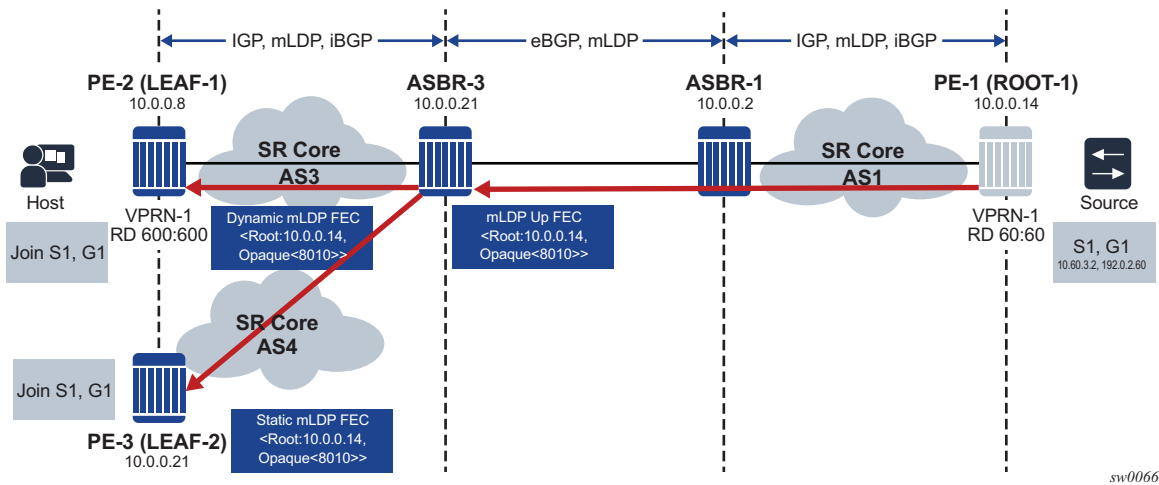 IGP, mLDP, iBGP
eBGP, mLDP
IGP, mLDP, iBGP
PE-2 (LEAF-1)
10.0.0.8
ASBR-3
10.0.0.21
ASBR-1
10.0.0.2
PE-1 (ROOT-1)
10.0.0.14
SR Core
AS3
SR Core
AS1
Host
Source
VPRN-1
RD 600:600
Dynamic mLDP FEC
<Root:10.0.0.14,
Opaque<8010>>
mLDP Up FEC
<Root:10.0.0.14,
Opaque<8010>>
VPRN-1
RD 60:60
Join S1, G1
S1, G1
10.60.3.2, 192.0.2.60
SR Core
AS4
Join S1, G1
Static mLDP FEC
<Root:10.0.0.14,
Opaque<8010>>
PE-3 (LEAF-2)
10.0.0.21
sw0066